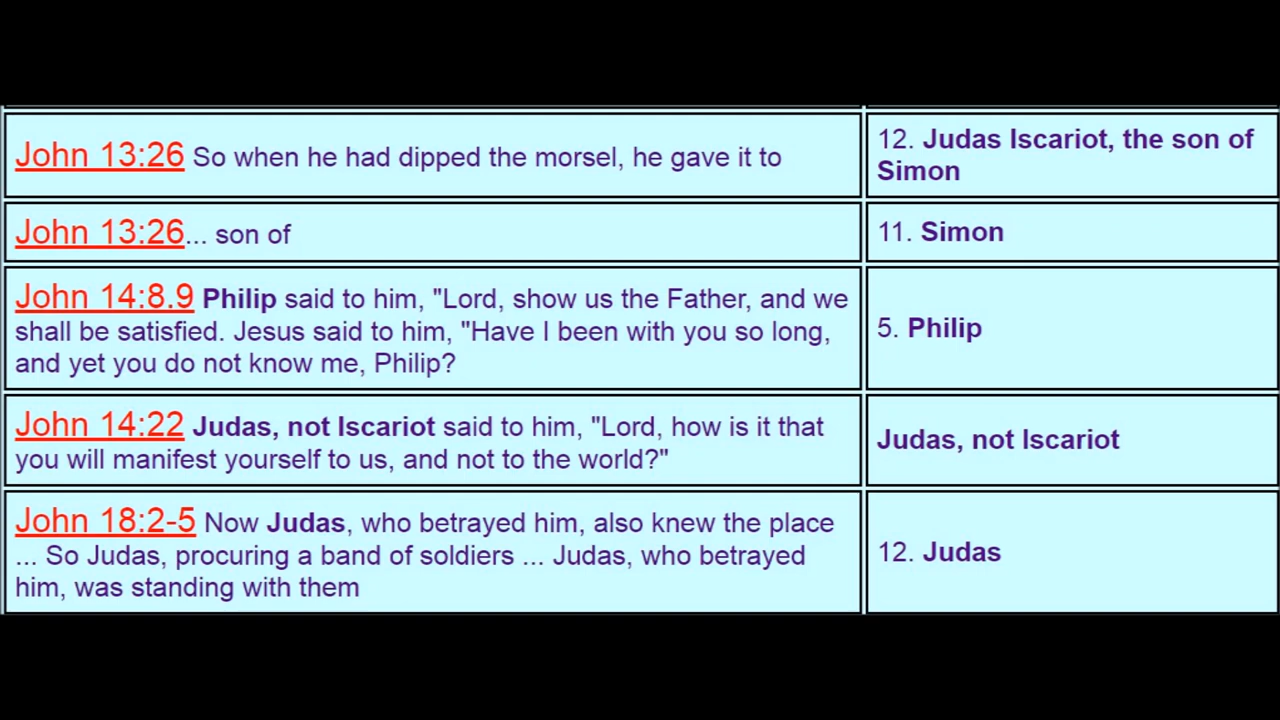 John 13:26 So when he had dipped the morsel, he gave it to
12. Judas Iscariot, the son of
Simon
John 13:26... son of
11. Simon
John 14:8.9 Philip said to him, "Lord, show us the Father, and we
shall be satisfied. Jesus said to him, "Have I been with you so long,
and yet you do not know me, Philip?
5. Philip
John 14:22 Judas, not Iscariot said to him, "Lord, how is it that
you will manifest yourself to us, and not to the world?"
Judas, not Iscariot
John 18:2-5 Now Judas, who betrayed him, also knew the place
... So Judas, procuring a band of soldiers ... Judas, who betrayed
him, was standing with them
12. Judas